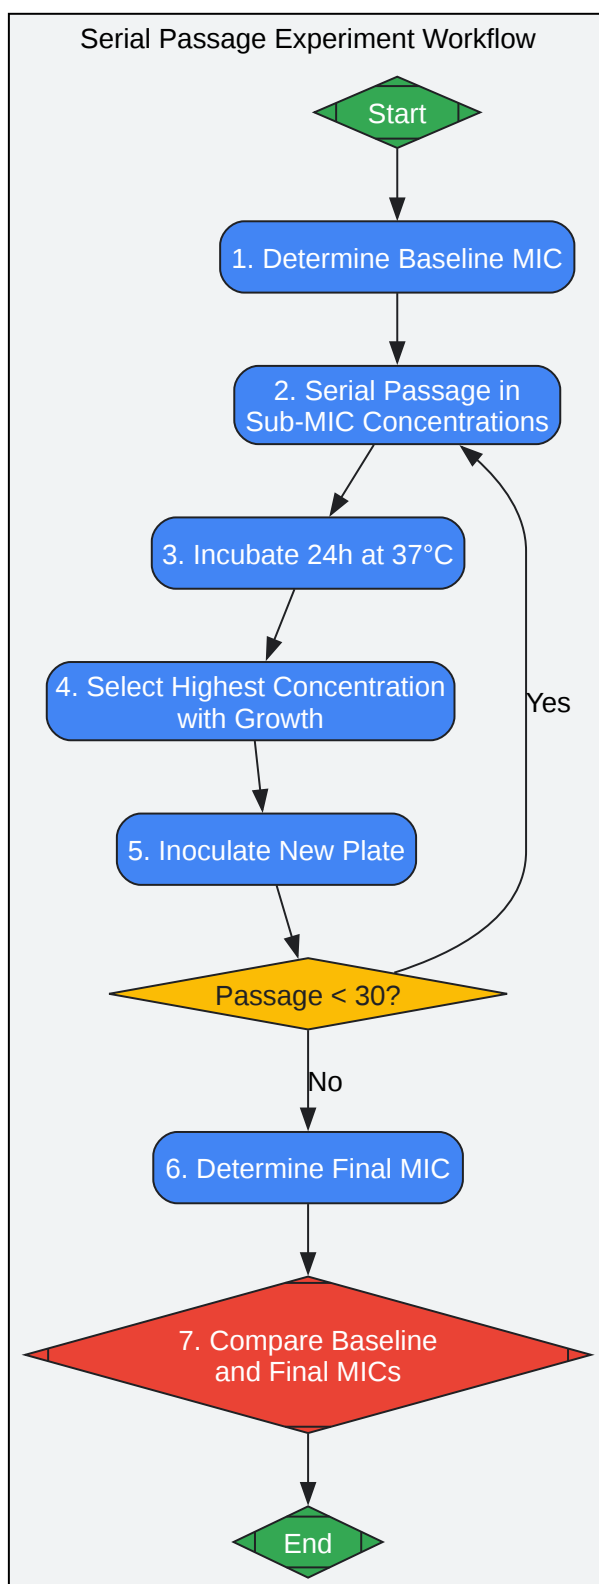 Serial Passage Experiment Workflow
Start
1. Determine Baseline MIC
2. Serial Passage in
Sub-MIC Concentrations
3. Incubate 24h at 37°C
4. Select Highest Concentration
with Growth
Yes
5. Inoculate New Plate
Passage < 30?
No
6. Determine Final MIC
7. Compare Baseline
and Final MICs
End